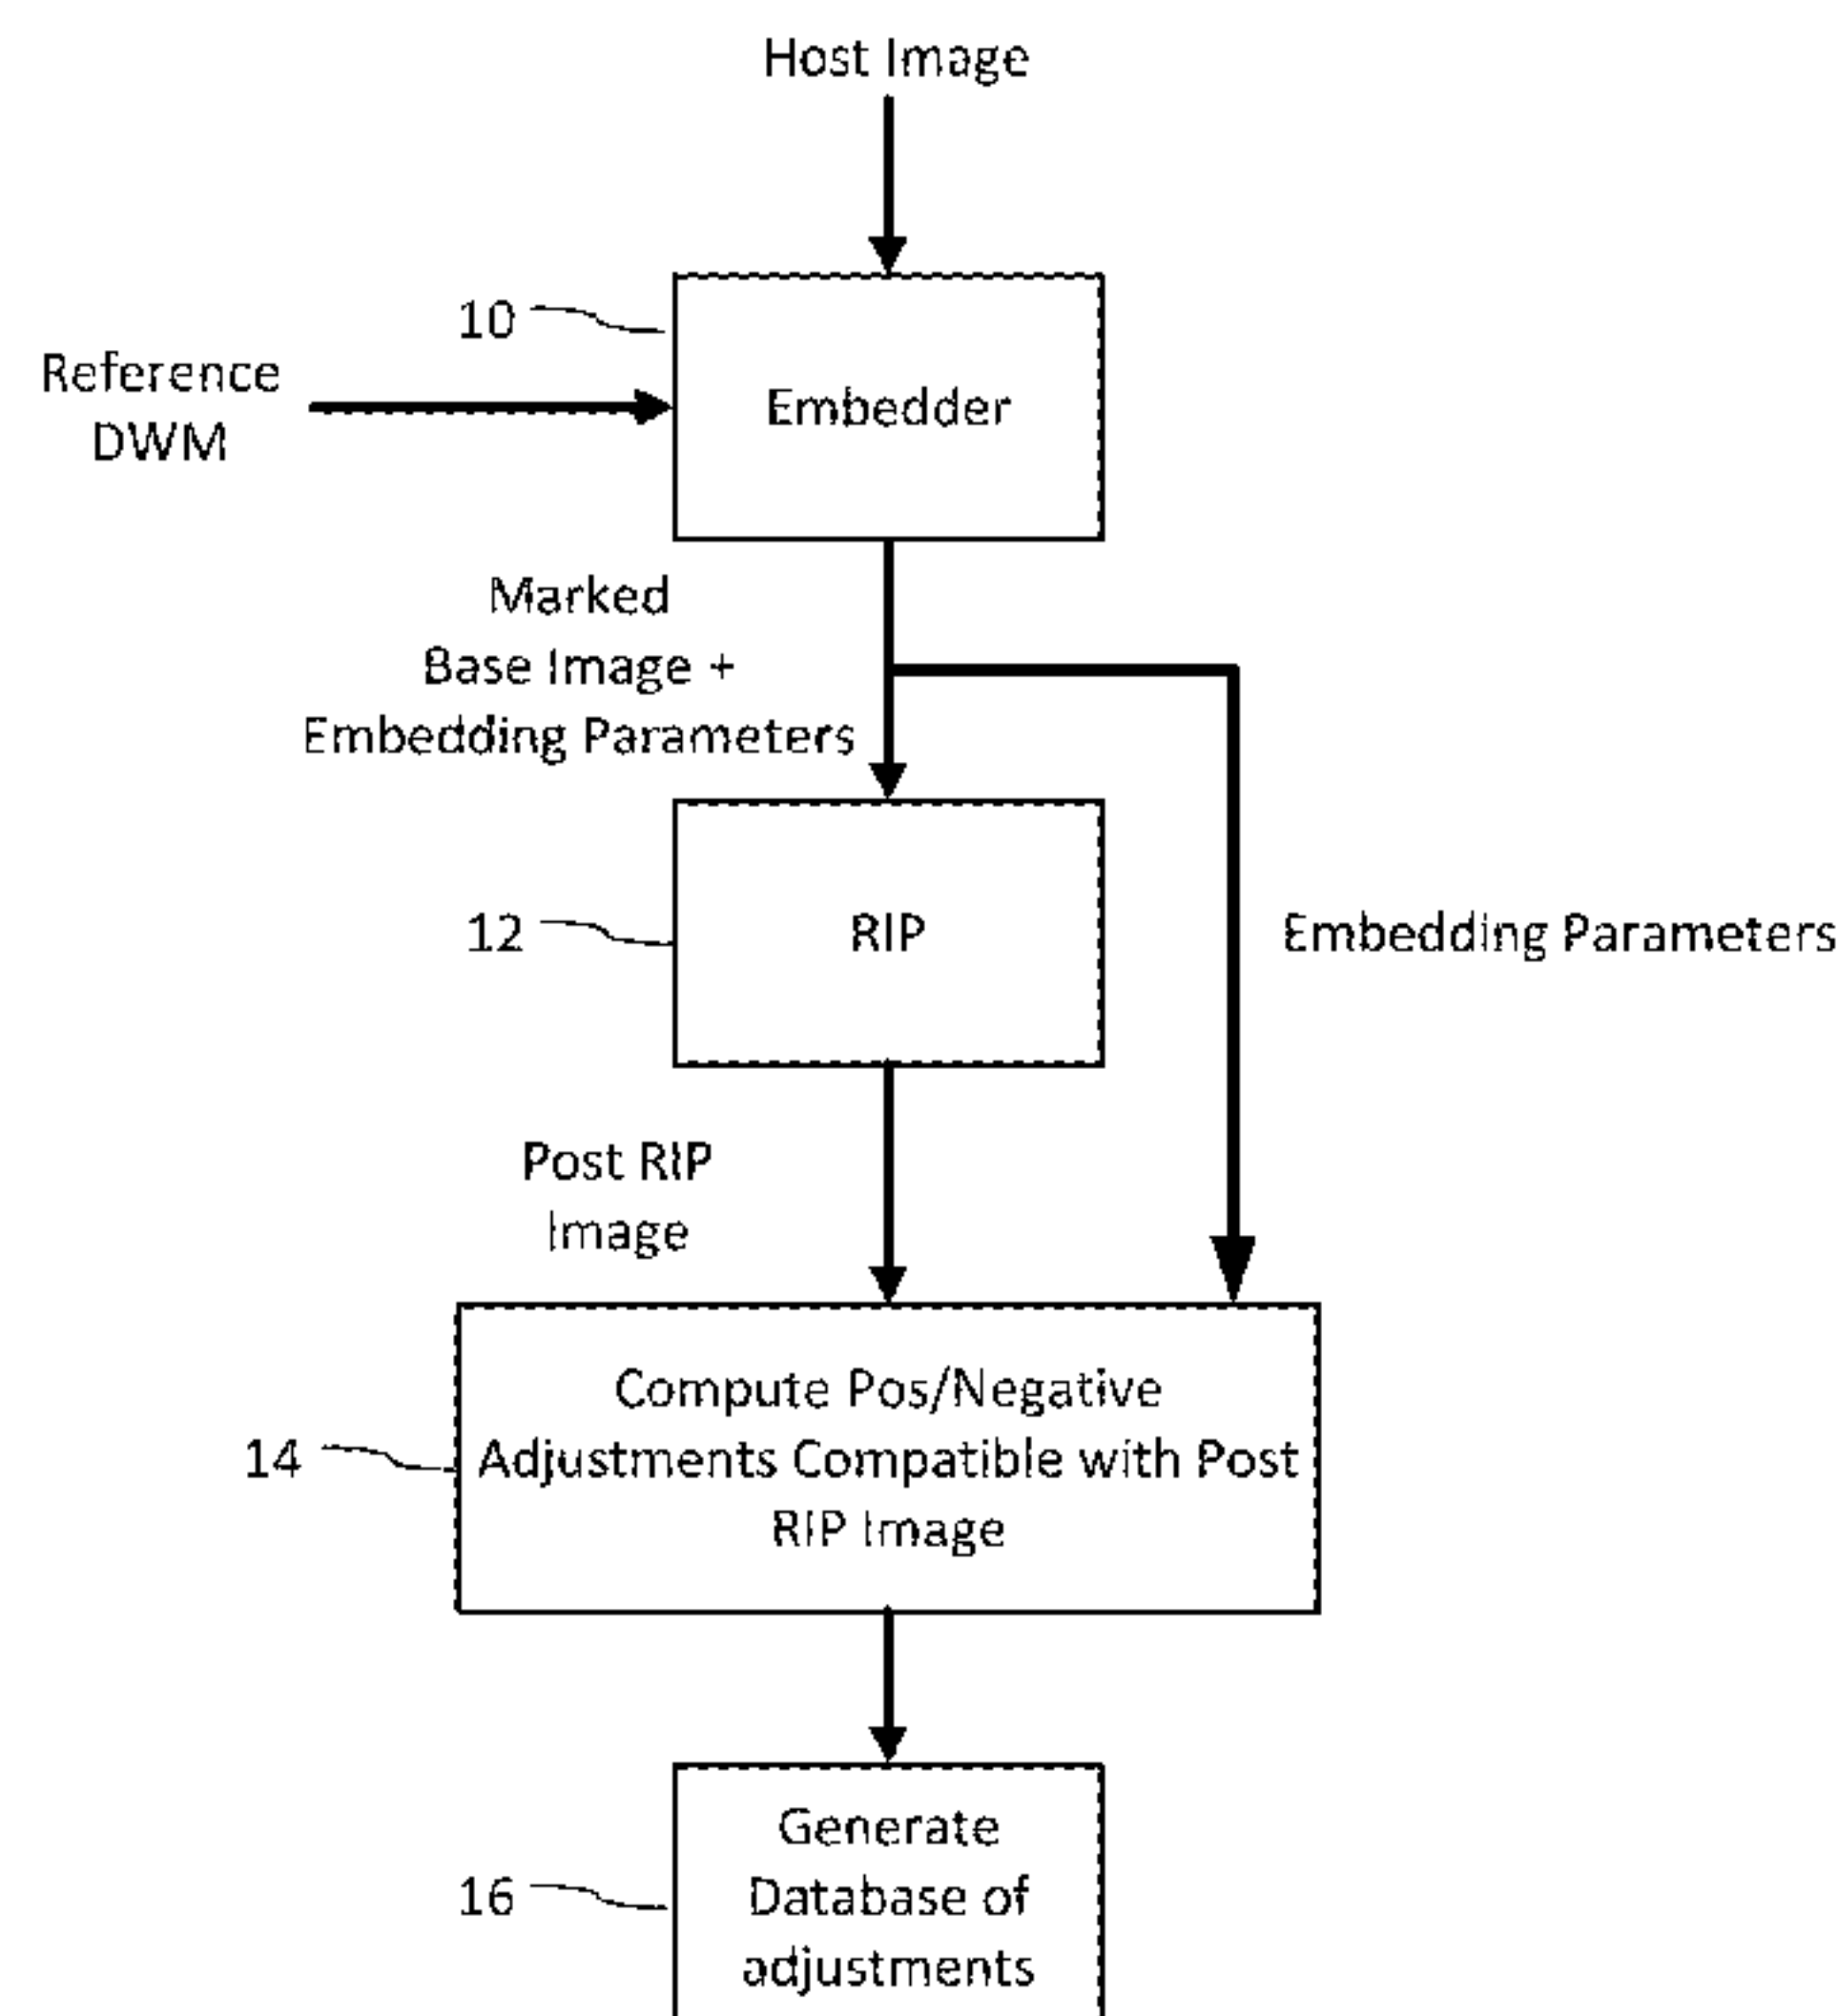 Host Image
10
Reference
DWM
Embedder
Marked
Base Image +
Embedding Parameters
12
RIP
Embedding Parameters
Post RIP
Image
Compute Pos/Negative
14
Adjustments Compatible with Post
RIP Image
Generate
16
Database of
adjustments